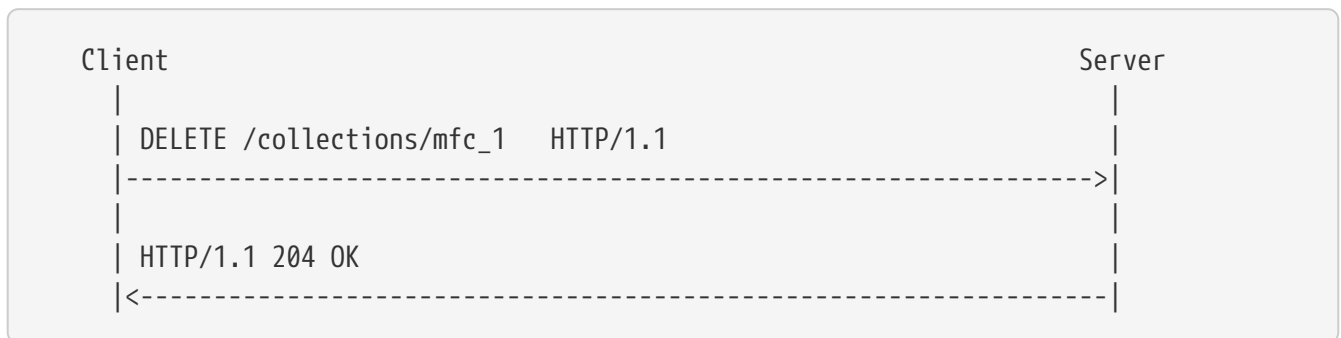 Client Server
DELETE /collections/mfc_1 HTTP/1.1
HTTP/1.1 204 OK